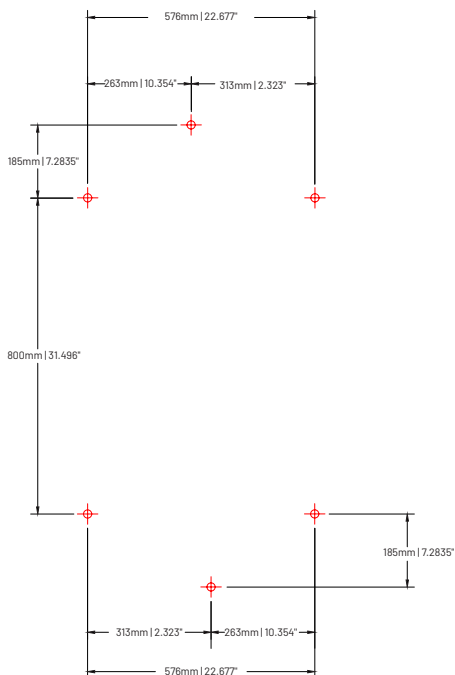 576mm | 22.677"
263mm | 10.354"
313mm | 2.323"
185mm | 7.2835"
800mm | 31.496"
185mm | 7.2835"
313mm | 2.323"
263mm | 10.354"
576mm | 22.677"